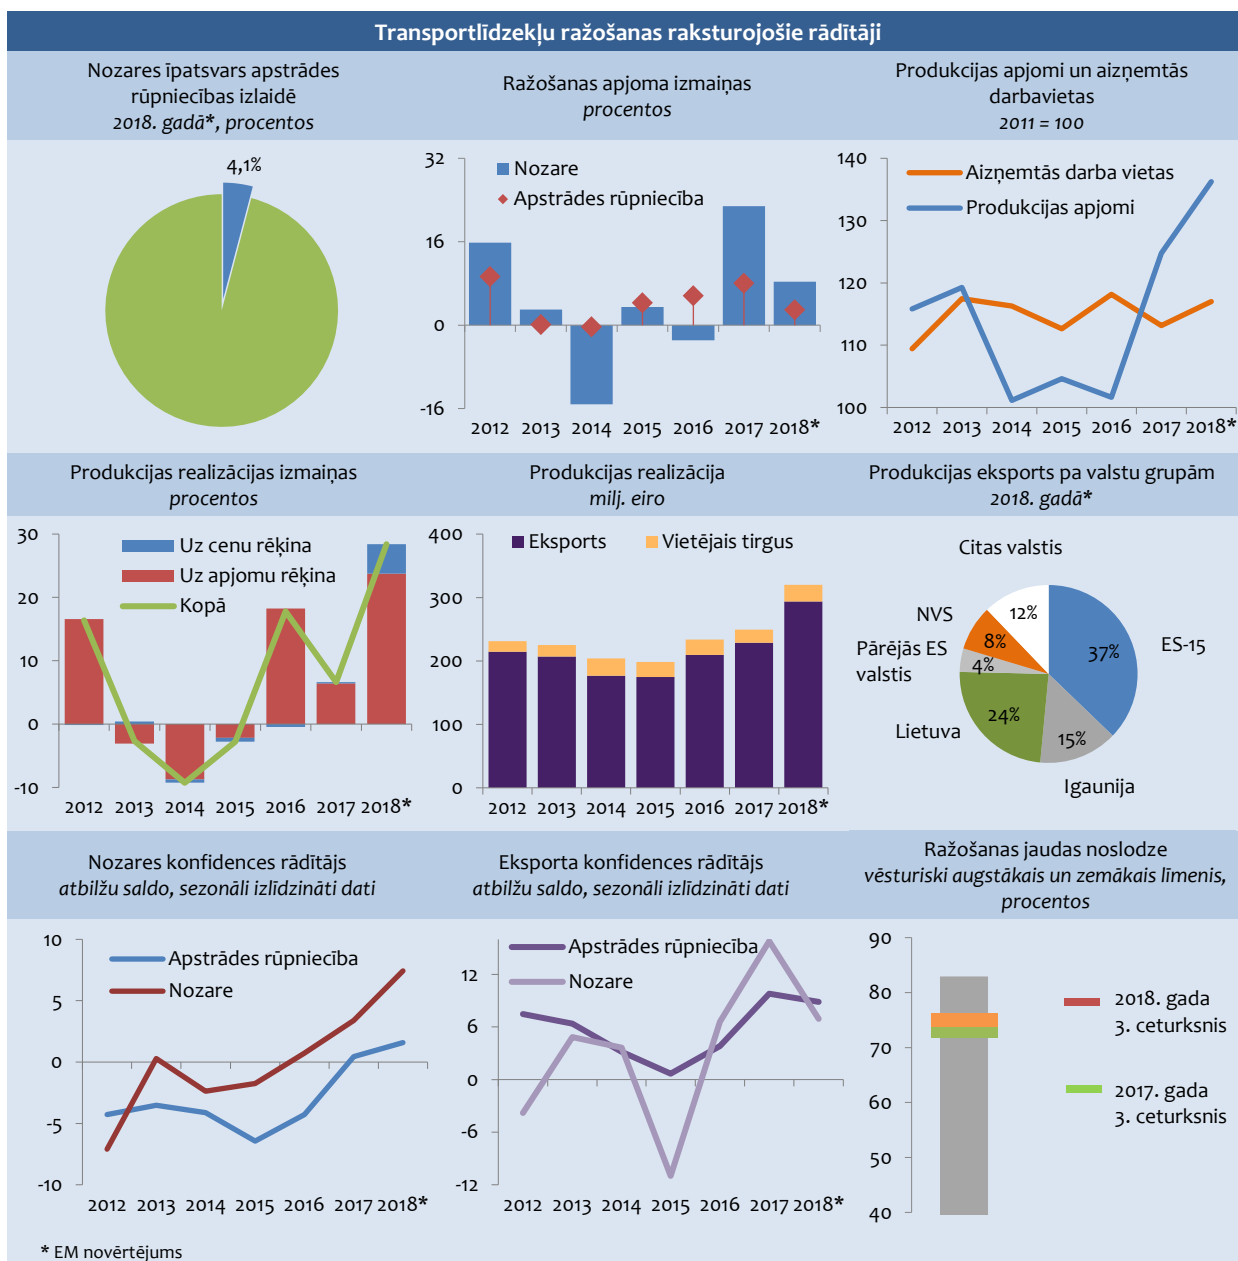 Transportlīdzekļu ražošanas raksturojošie rādītāji
Nozares īpatsvars apstrādes
rūpniecības izlaidē
2018. gadā*, procentos
4,1%
Ražošanas apjoma izmaiņas
procentos
32
16
0
-16
Nozare
Apstrādes rūpniecība
2012 2013 2014 2015 2016 2017 2018*
Produkcijas apjomi un aizņemtās
darbavietas
2011 = 100
140
130
120
110
100
Aizņemtās darba vietas
Produkcijas apjomi
2012 2013 2014 2015 2016 2017 2018*
Produkcijas realizācijas izmaiņas
procentos
30
20
10
0
-10
Uz cenu rēķina
Uz apjomu rēķina
Kopā
2012 2013 2014 2015 2016 2017 2018*
Produkcijas realizācija
milj. eiro
400
300
200
100
0
Eksports
Vietējais tirgus
2012 2013 2014 2015 2016 2017 2018*
Produkcijas eksports pa valstu grupām
2018. gadā*
Citas valstis
12%
NVS
8%
Pārējās ES
valstis
4%
37%
ES-15
Lietuva
24%
15%
Igaunija
Nozares konfidences rādītājs
atbilžu saldo, sezonāli izlīdzināti dati
10
5
0
-5
-10
Apstrādes rūpniecība
Nozare
2012 2013 2014 2015 2016 2017 2018*
Eksporta konfidences rādītājs
atbilžu saldo, sezonāli izlīdzināti dati
12
6
0
-6
-12
Apstrādes rūpniecība
Nozare
2012 2013 2014 2015 2016 2017 2018*
Ražošanas jaudas noslodze
vēsturiski augstākais un zemākais līmenis,
procentos
90
80
70
60
50
40
2018. gada
3. ceturksnis
2017. gada
3. ceturksnis
* EM novērtējums